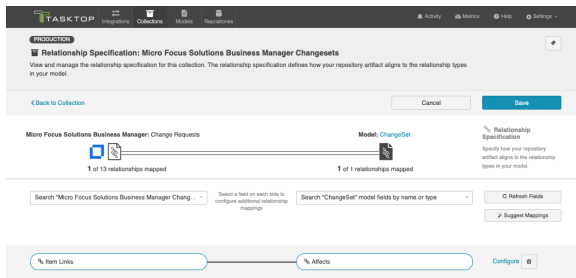 TASKTOP
Integrations
Collections
Models
Repositories
Activity
Metrics
Help
Settings
PRODUCTION
Relationship Specification: Micro Focus Solutions Business Manager Changesets
View and manage the relationship specification for this collection. The relationship specification defines how your repository artifact aligns to the relationship types
in your model.
Back to Collection
Cancel
Save
Micro Focus Solutions Business Manager: Change Requests
Model: ChangeSet
1 of 13 relationships mapped
1 of 1 relationships mapped
Relationship
Specification
Specify how your repository
artifact aligns to the relationship
types in your model.
Search "Micro Focus Solutions Business Manager Chang...
Select a field on each side to
configure additional relationship
mappings
Search "ChangeSet" model fields by name or type
Refresh Fields
Suggest Mappings
Item Links
Affects
Configure